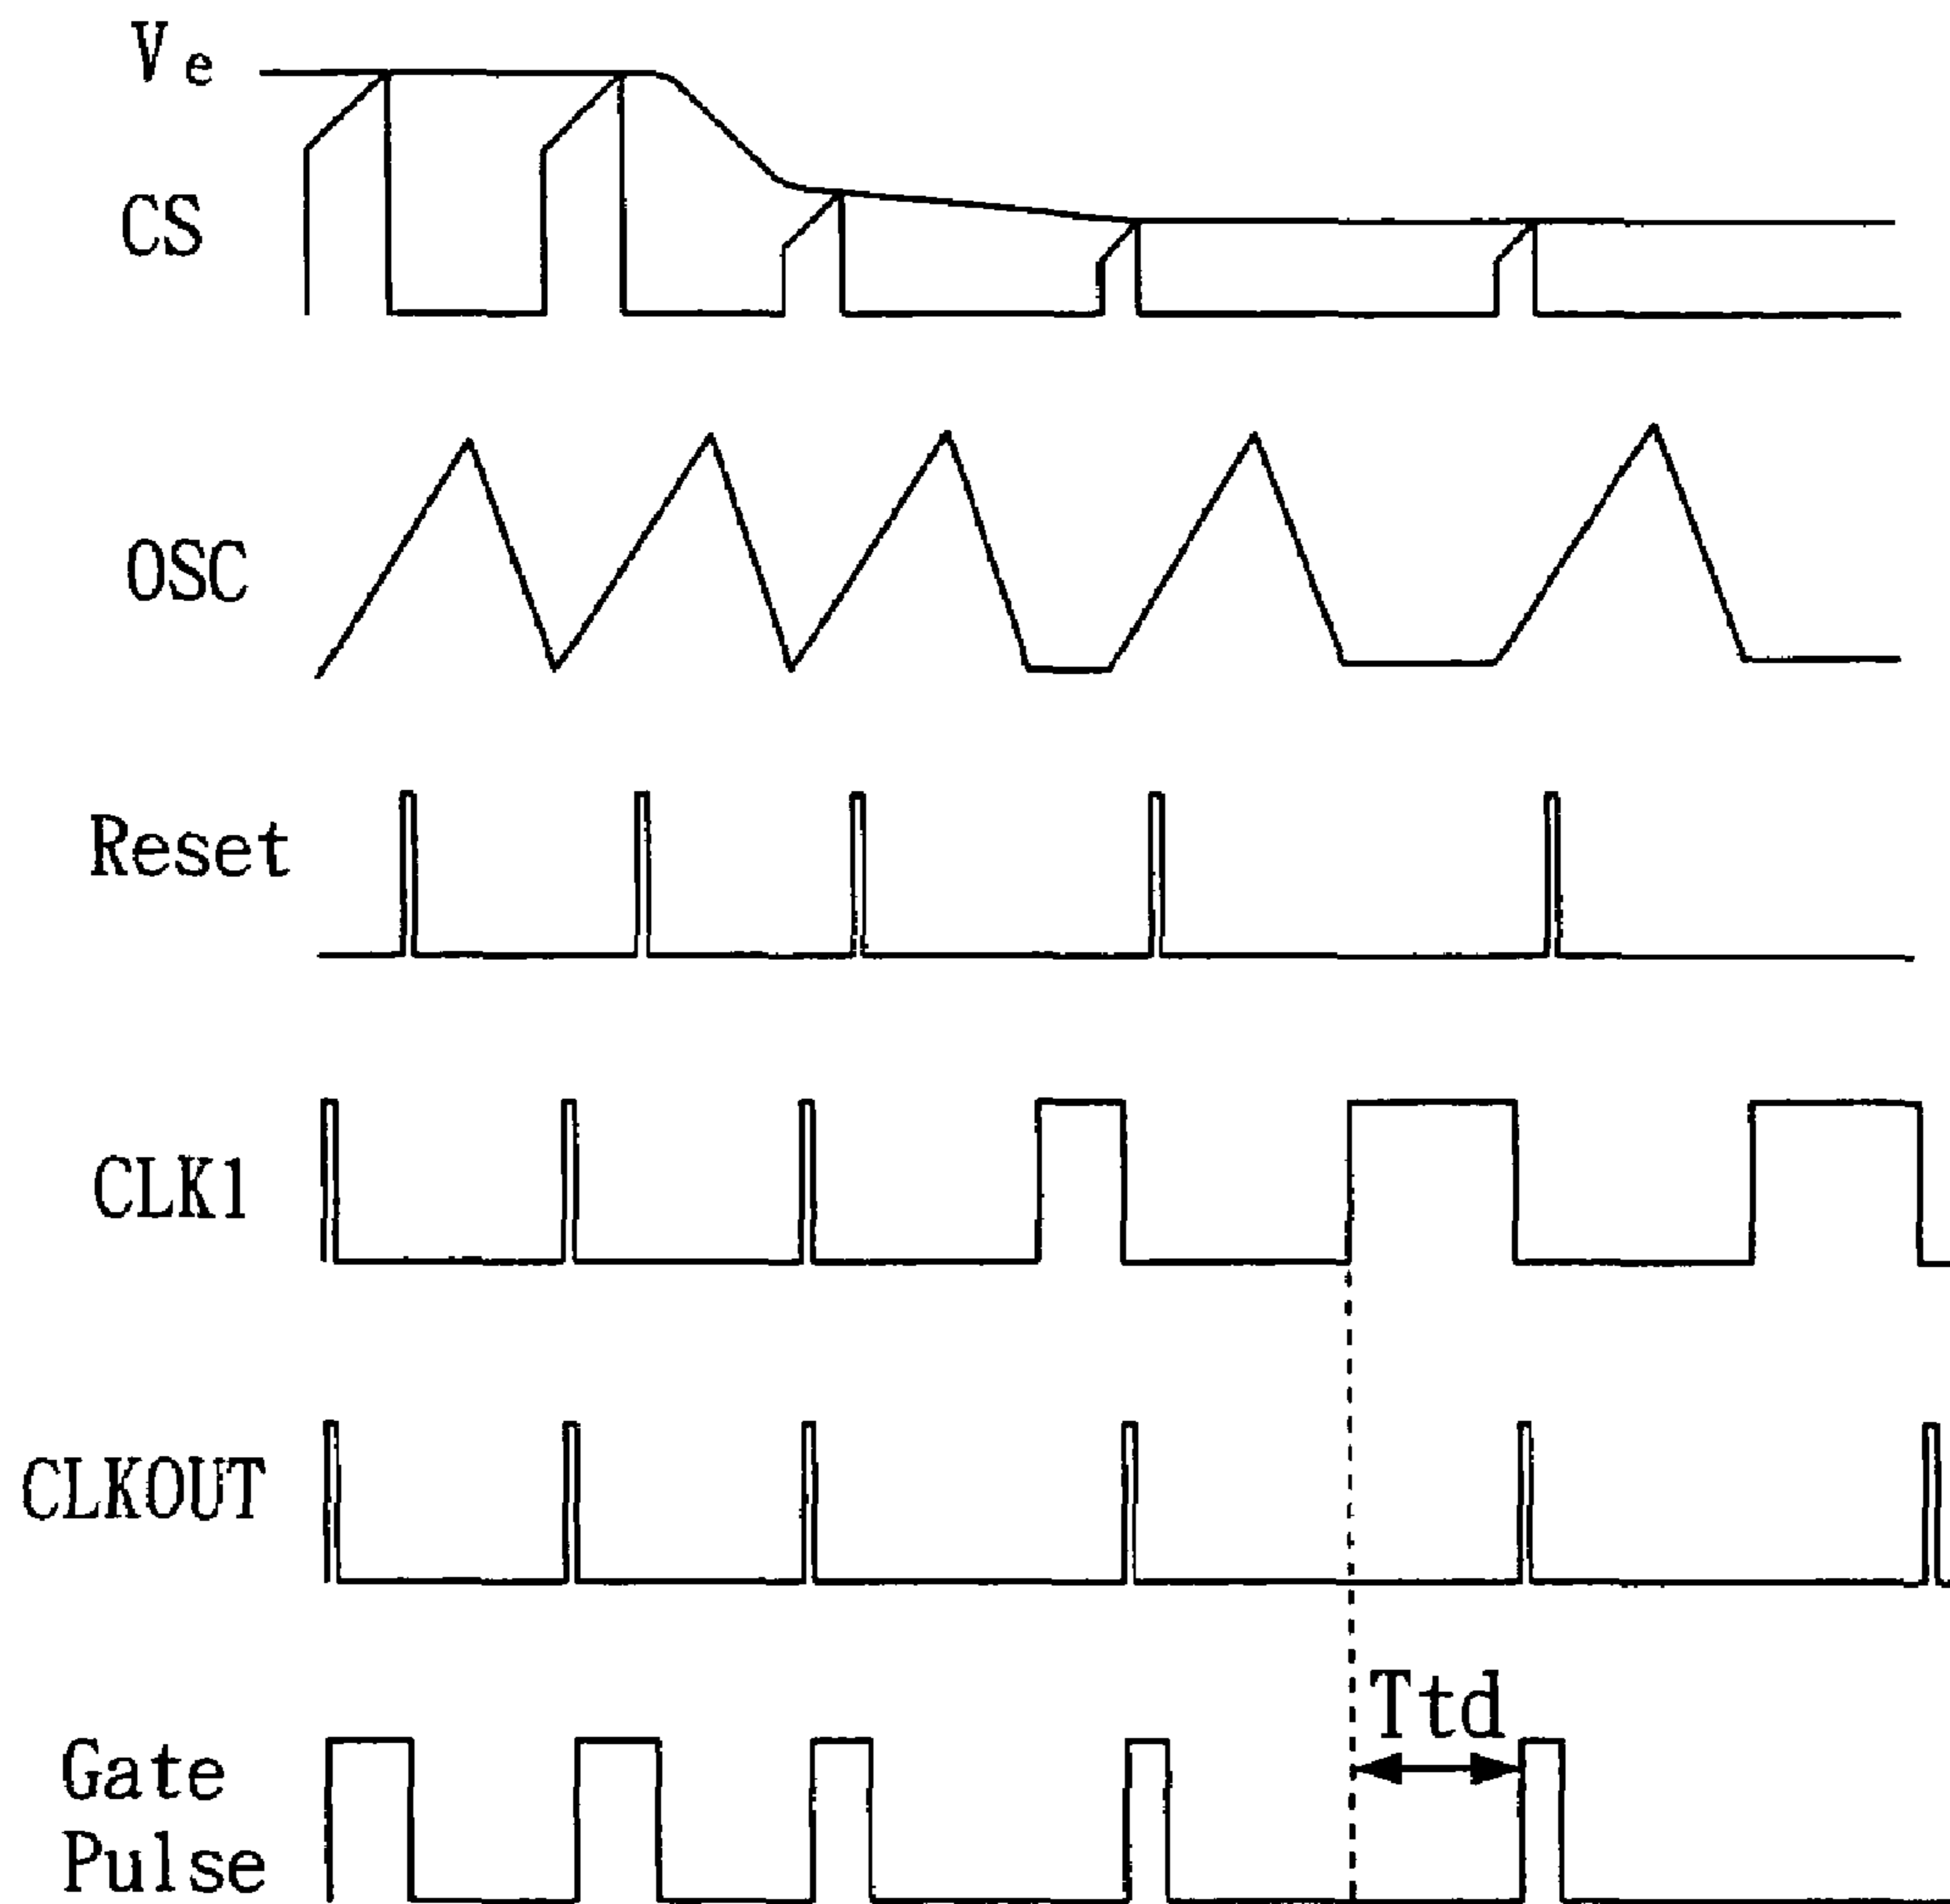 Ve
CS
OSC
Reset
CLK1
CLKOUT
Ttd
Gate
Pulse